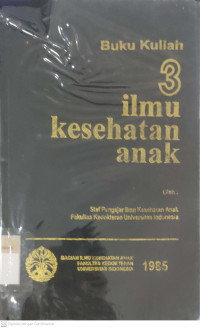 Buku Kuliah
3
ilmu
kesehatan
anak
Oleh :
Staf Pengajar Ilmu Kesehatan Anak
Fakultas Kedokteran Universitas Indonesia
BAGIAN ILMU KESEHATAN ANAK
FAKULTAS KEDOKTERAN
UNIVERSITAS INDONESIA
1985